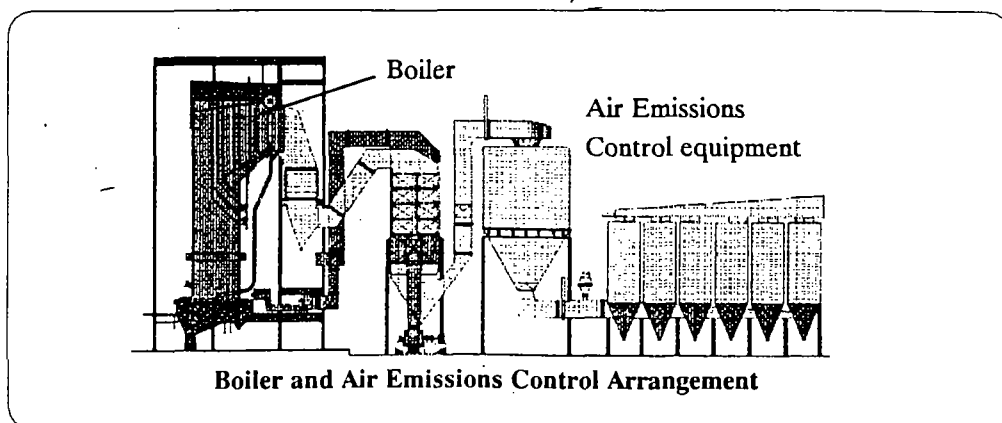 Boiler
Air Emissions
Control equipment
Boiler and Air Emissions Control Arrangement